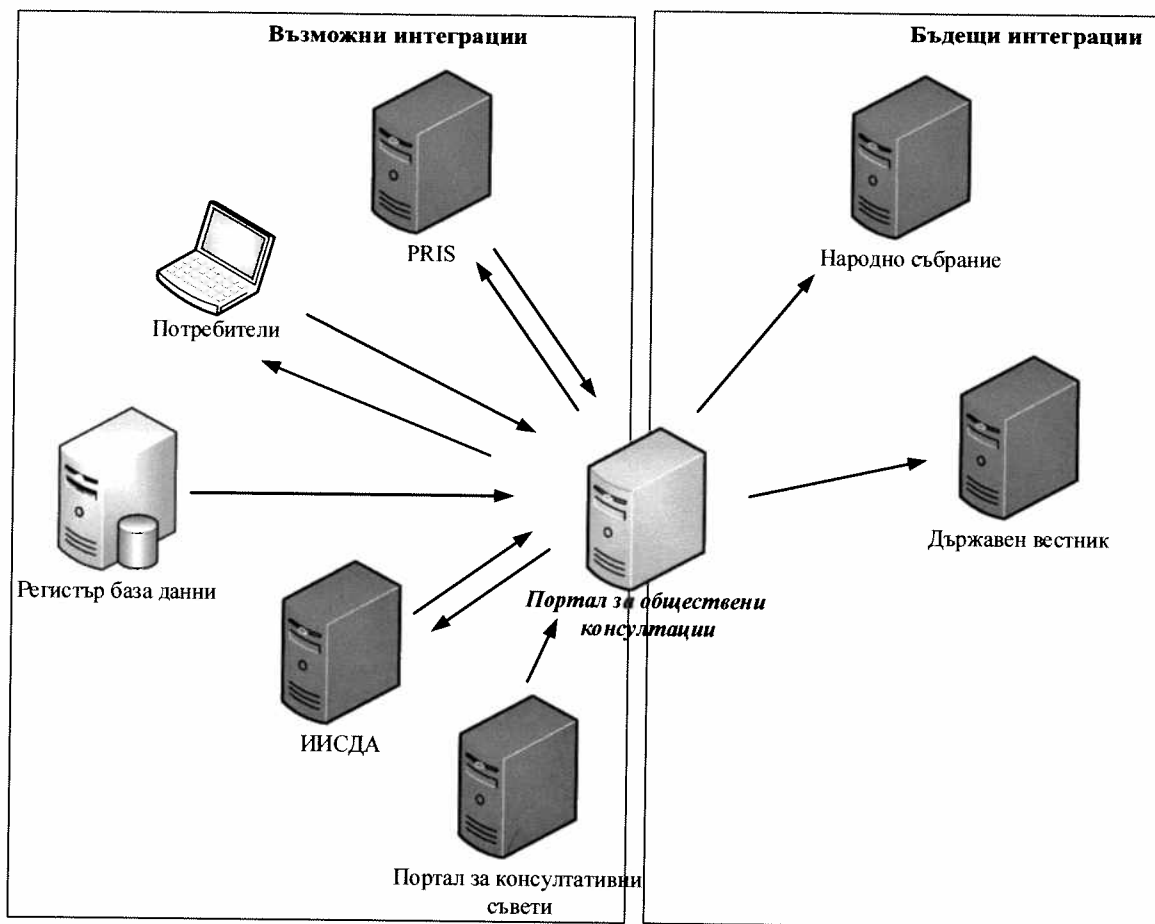 Възможни интеграции
Бъдещи интеграции
PRIS
Народно събрание
Потребители
Държавен вестник
Регистър база данни
Портал за обществени
консултации
ИИСДА
Портал за консултативни
съвети